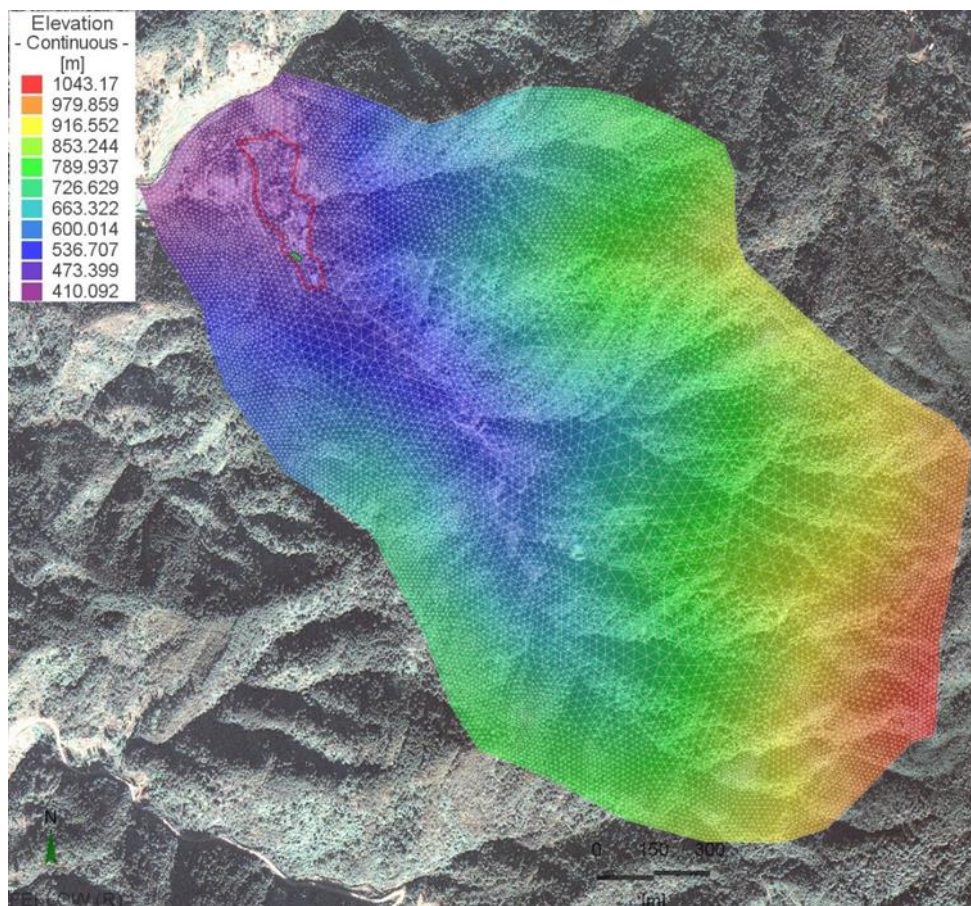 Elevation
- Continuous -
[m]
1043.17
979.859
916.552
853.244
789.937
726.629
663.322
600.014
536.707
473.399
410.092
N
0 150 300
[m]